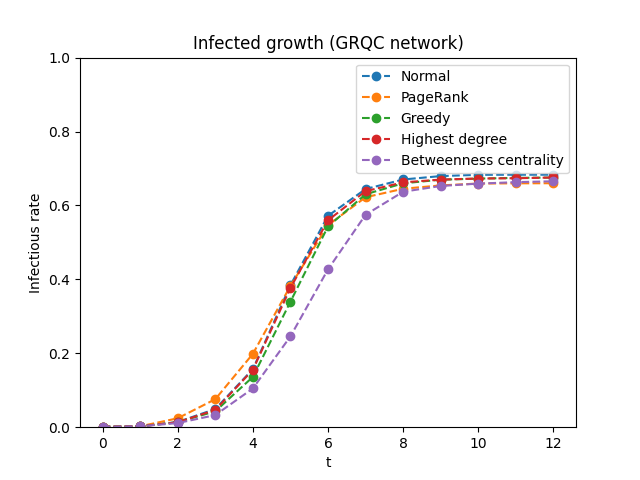 Infected growth (GRQC network)
1.0
0.8
0.6
0.4
0.2
0.0
Infectious rate
Normal
PageRank
Greedy
Highest degree
Betweenness centrality
0 2 4 6 8 10 12
t